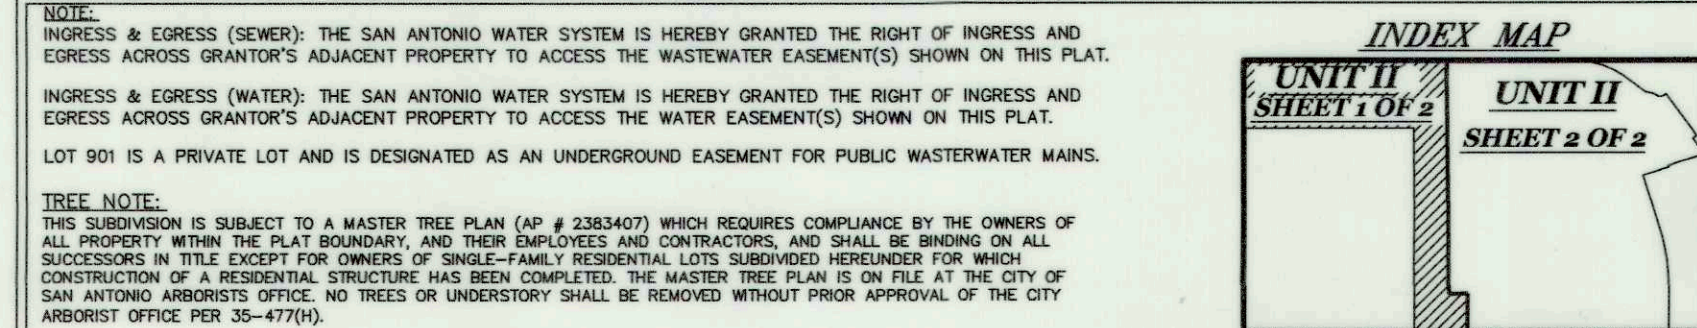 NOTE:
INGRESS & EGRESS (SEWER): THE SAN ANTONIO WATER SYSTEM IS HEREBY GRANTED THE RIGHT OF INGRESS AND
EGRESS ACROSS GRANTOR'S ADJACENT PROPERTY TO ACCESS THE WASTEWATER EASEMENT(S) SHOWN ON THIS PLAT.
INGRESS & EGRESS (WATER): THE SAN ANTONIO WATER SYSTEM IS HEREBY GRANTED THE RIGHT OF INGRESS AND
EGRESS ACROSS GRANTOR'S ADJACENT PROPERTY TO ACCESS THE WATER EASEMENT(S) SHOWN ON THIS PLAT.
LOT 901 IS A PRIVATE LOT AND IS DESIGNATED AS AN UNDERGROUND EASEMENT FOR PUBLIC WASTERWATER MAINS.
TREE NOTE:
THIS SUBDIVISION IS SUBJECT TO A MASTER TREE PLAN (AP # 2383407) WHICH REQUIRES COMPLIANCE BY THE OWNERS OF
ALL PROPERTY WITHIN THE PLAT BOUNDARY, AND THEIR EMPLOYEES AND CONTRACTORS, AND SHALL BE BINDING ON ALL
SUCCESSORS IN TITLE EXCEPT FOR OWNERS OF SINGLE-FAMILY RESIDENTIAL LOTS SUBDIVIDED HEREUNDER FOR WHICH
CONSTRUCTION OF A RESIDENTIAL STRUCTURE HAS BEEN COMPLETED. THE MASTER TREE PLAN IS ON FILE AT THE CITY OF
SAN ANTONIO ARBORISTS OFFICE. NO TREES OR UNDERSTORY SHALL BE REMOVED WITHOUT PRIOR APPROVAL OF THE CITY
ARBORIST OFFICE PER 35-477(H).
INDEX MAP
UNIT II
SHEET 1 OF 2
UNIT II
SHEET 2 OF 2